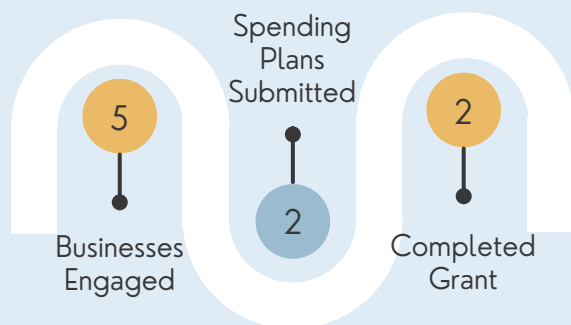 5
Businesses
Engaged
Spending
Plans
Submitted
2
2
Completed
Grant